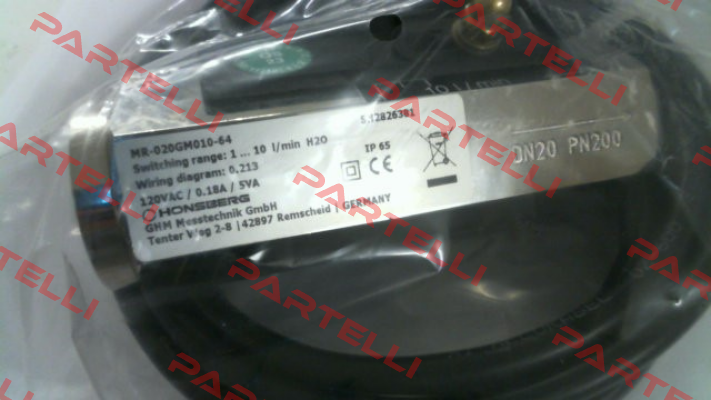 MR-020GM010-64
Switching range: 1 ... 10 l/min H2O
Wiring diagram: 0.213
120VAC / 0.18A / 5VA
HONSBERG
GHM Messtechnik GmbH
Tenter Weg 2-8 | 42897 Remscheid | GERMANY
IP 65
CE
DN20 PN200
PARTELLI
PARTELLI
PARTELLI
PARTELLI
PARTELLI
PARTELLI
PARTELLI